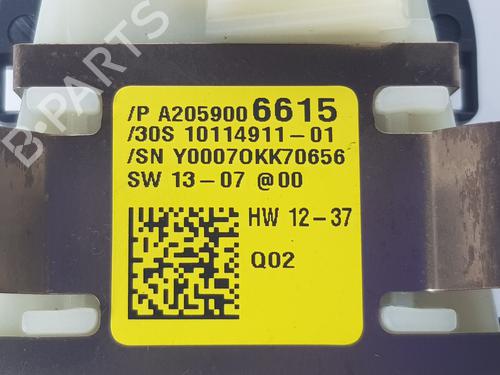 /P A205900 6615
/30S 10114911-01
/SN Y0007OKK70656
SW 13-07 @00
HW 12-37
Q02
B-PARTS